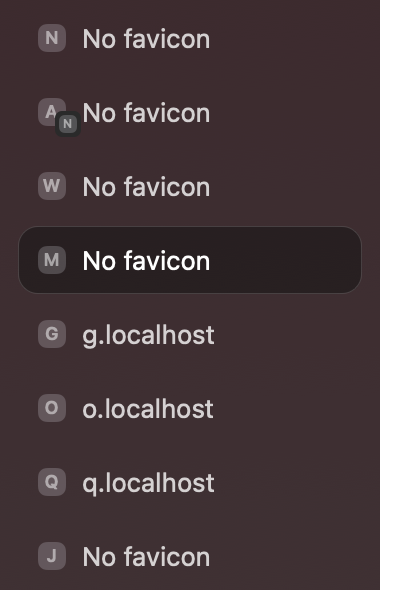 N No favicon
A N No favicon
W No favicon
M No favicon
G g.localhost
O o.localhost
Q q.localhost
J No favicon